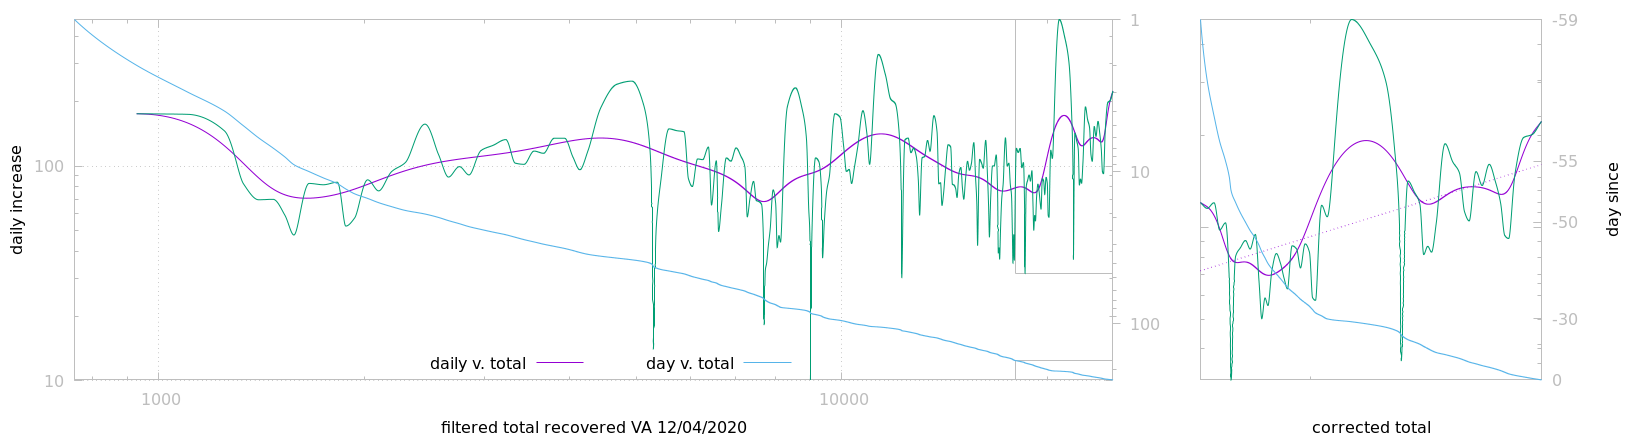 daily increase
100
10
1000
10000
daily v. total
day v. total
filtered total recovered VA 12/04/2020
1
10
100
-59
-55
-50
-30
0
day since
corrected total